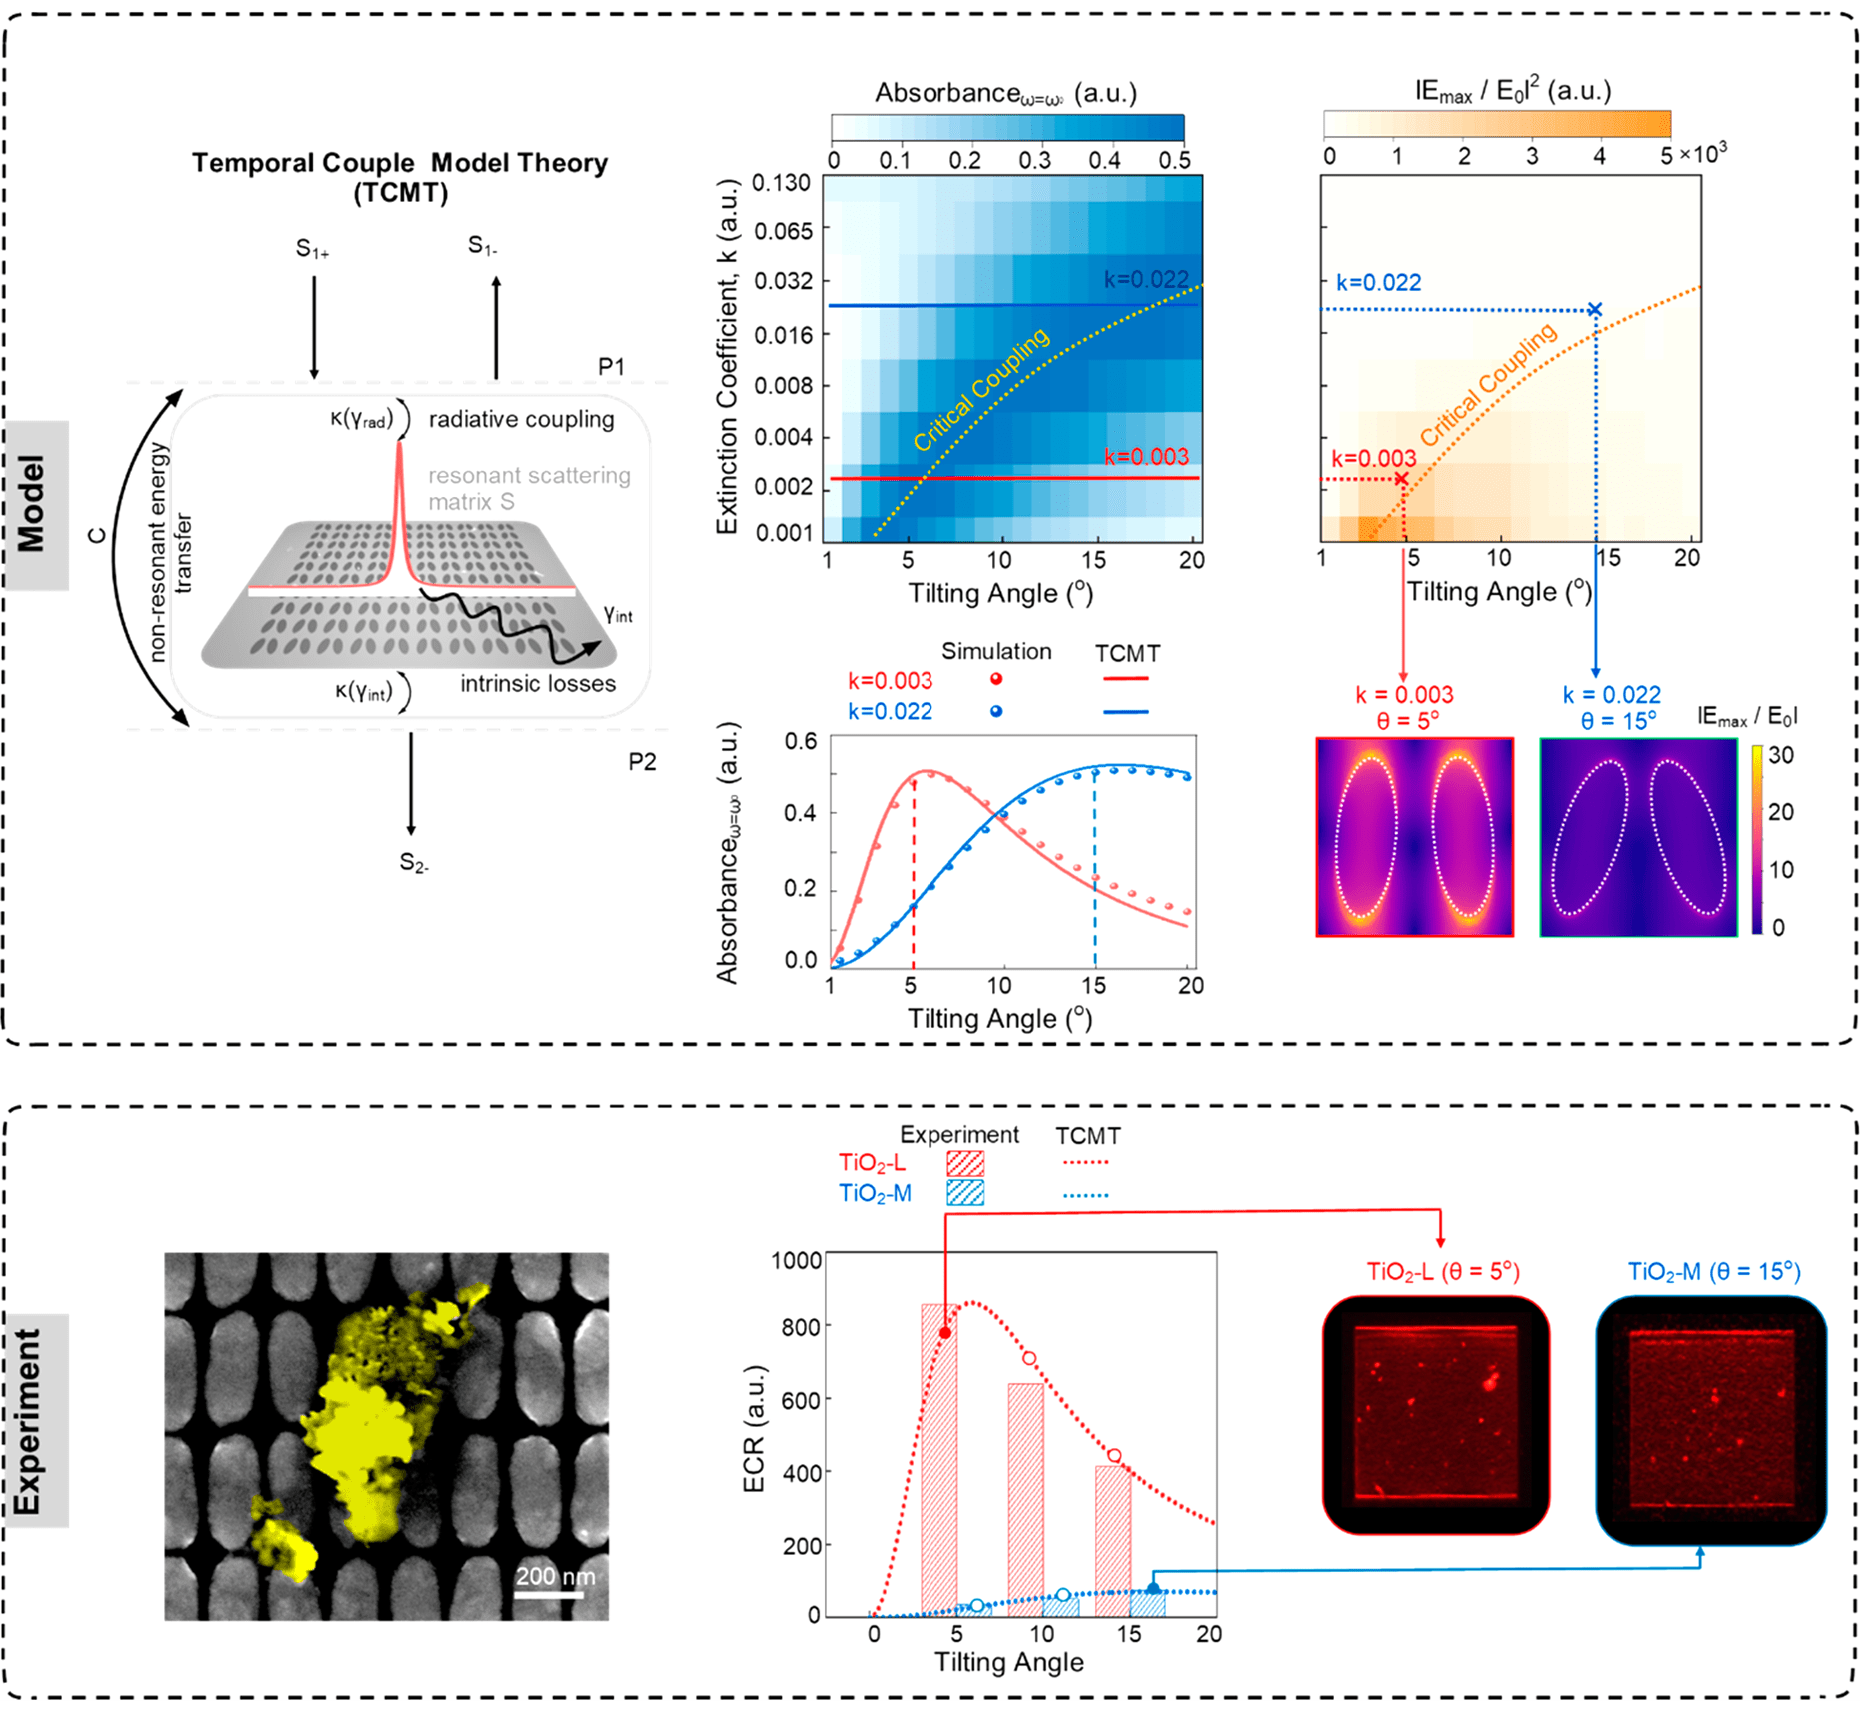 Model
Temporal Couple Model Theory
(TCMT)
S1+
S1-
P1
κ(γrad)
radiative coupling
resonant scattering
matrix S
C
non-resonant energy
transfer
γint
κ(γint)
intrinsic losses
P2
S2-
Absorbanceω=ω0 (a.u.)
0 0.1 0.2 0.3 0.4 0.5
Extinction Coefficient, k (a.u.)
0.130
0.065
0.032
0.016
0.008
0.004
0.002
0.001
k=0.022
Critical Coupling
k=0.003
1 5 10 15 20
Tilting Angle (°)
|Emax / E0|² (a.u.)
0 1 2 3 4 5 ×10³
k=0.022
Critical Coupling
k=0.003
1 5 10 15 20
Tilting Angle (°)
Simulation TCMT
k=0.003
k=0.022
Absorbanceω=ω0 (a.u.)
0.6
0.4
0.2
0.0
1 5 10 15 20
Tilting Angle (°)
k = 0.003
θ = 5°
k = 0.022
θ = 15°
|Emax / E0|
30
20
10
0
Experiment
200 nm
Experiment TCMT
TiO2-L
TiO2-M
ECR (a.u.)
1000
800
600
400
200
0
0 5 10 15 20
Tilting Angle
TiO2-L (θ = 5°)
TiO2-M (θ = 15°)